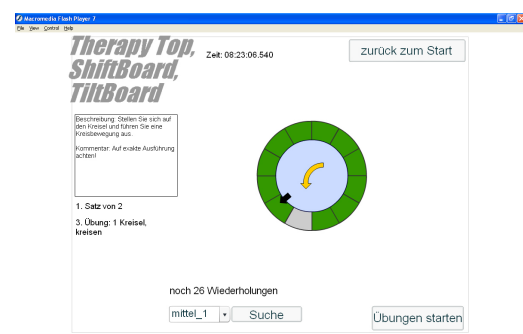 Macromedia Flash Player 7
File View Control Help
Therapy Top,
ShiftBoard,
TiltBoard
Zeit: 08:23:06.540
zurück zum Start
Beschreibung: Stellen Sie sich auf
den Kreisel und führen Sie eine
Kreisbewegung aus.
Kommentar: Auf exakte Ausführung
achten!
1. Satz von 2
3. Übung: 1 Kreisel,
kreisen
noch 26 Wiederholungen
mittel_1
Suche
Übungen starten